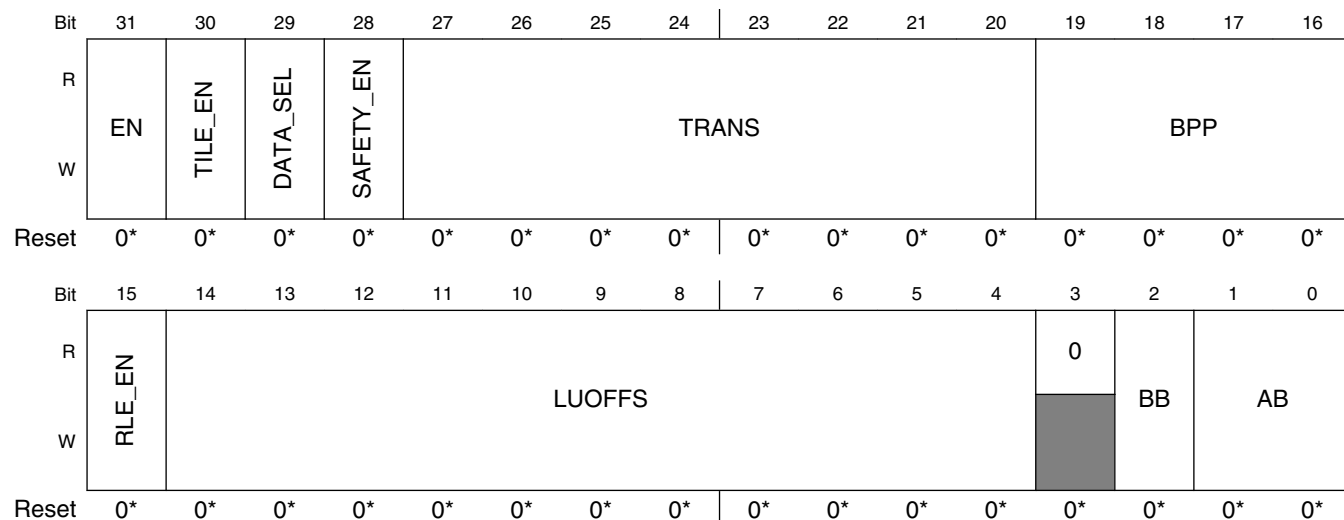 Bit 31 30 29 28 27 26 25 24 23 22 21 20 19 18 17 16
R
EN TILE_EN DATA_SEL SAFETY_EN TRANS BPP
W
Reset 0* 0* 0* 0* 0* 0* 0* 0* 0* 0* 0* 0* 0* 0* 0* 0*
Bit 15 14 13 12 11 10 9 8 7 6 5 4 3 2 1 0
R 0
RLE_EN LUOFFS BB AB
W
Reset 0* 0* 0* 0* 0* 0* 0* 0* 0* 0* 0* 0* 0* 0* 0* 0*